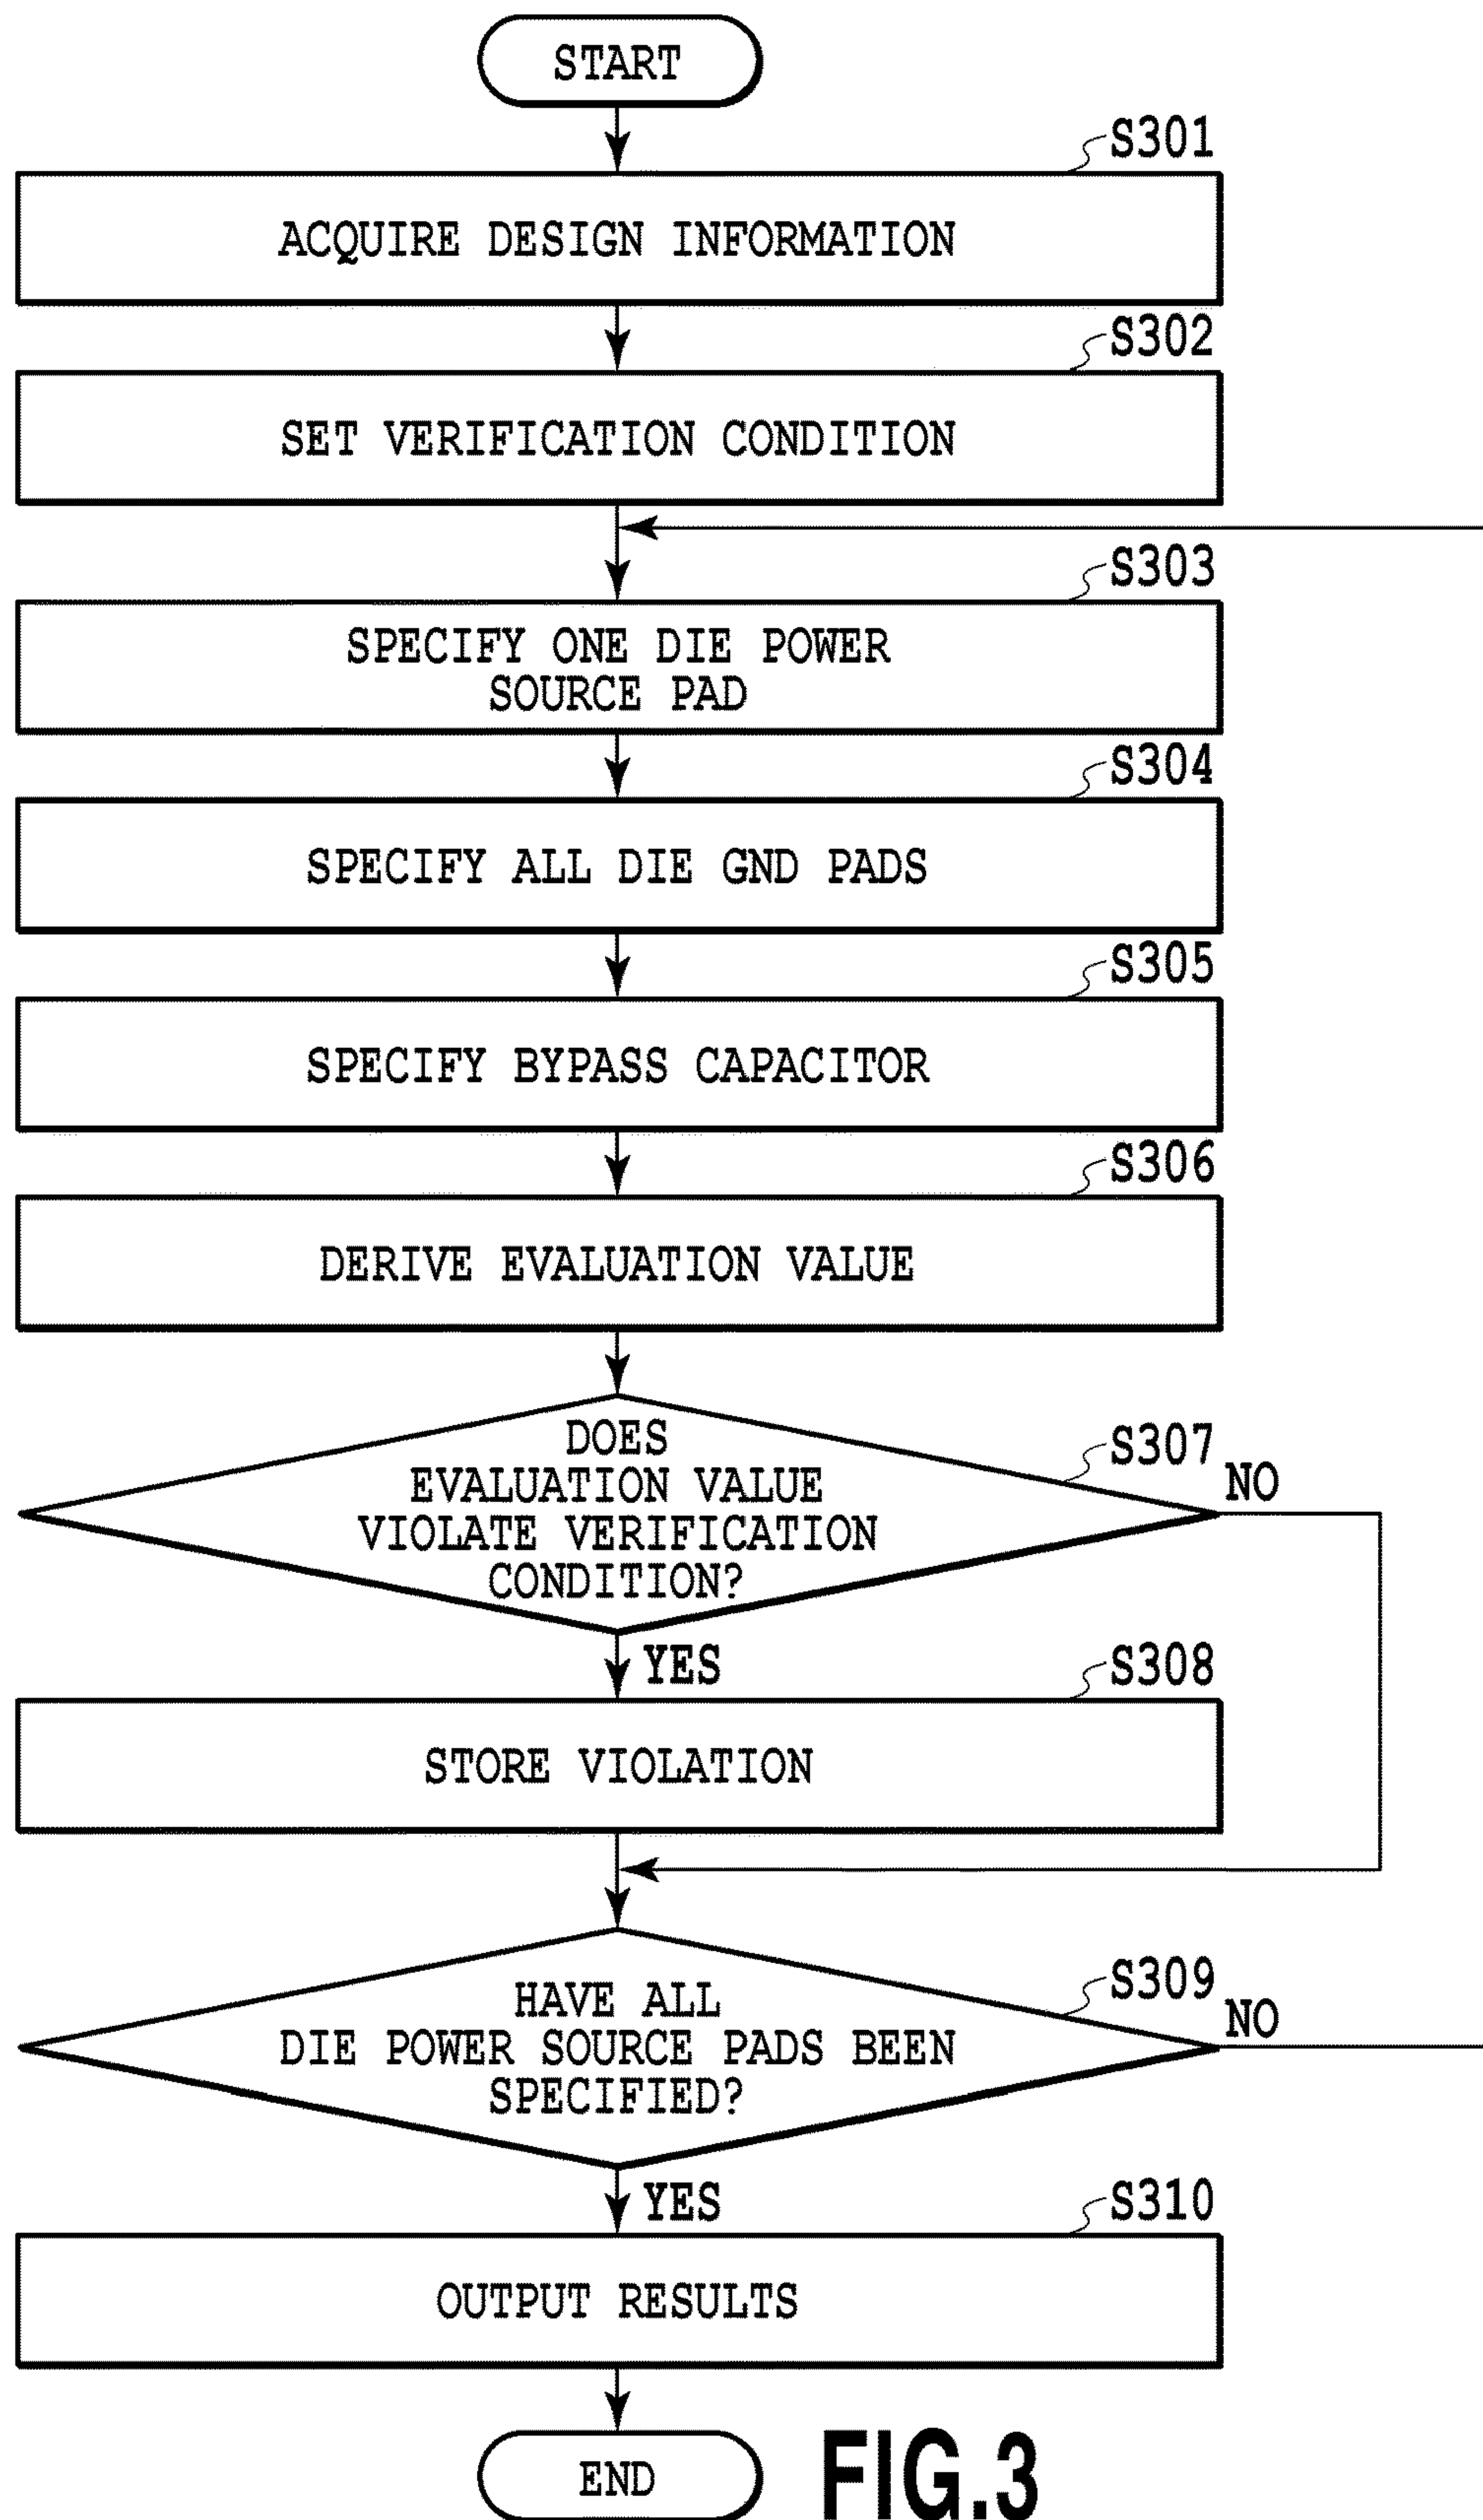 START
S301
ACQUIRE DESIGN INFORMATION
S302
SET VERIFICATION CONDITION
S303
SPECIFY ONE DIE POWER
SOURCE PAD
S304
SPECIFY ALL DIE GND PADS
S305
SPECIFY BYPASS CAPACITOR
S306
DERIVE EVALUATION VALUE
S307
NO
DOES
EVALUATION VALUE
VIOLATE VERIFICATION
CONDITION?
YES
S308
STORE VIOLATION
S309
NO
HAVE ALL
DIE POWER SOURCE PADS BEEN
SPECIFIED?
YES
S310
OUTPUT RESULTS
END
FIG.3